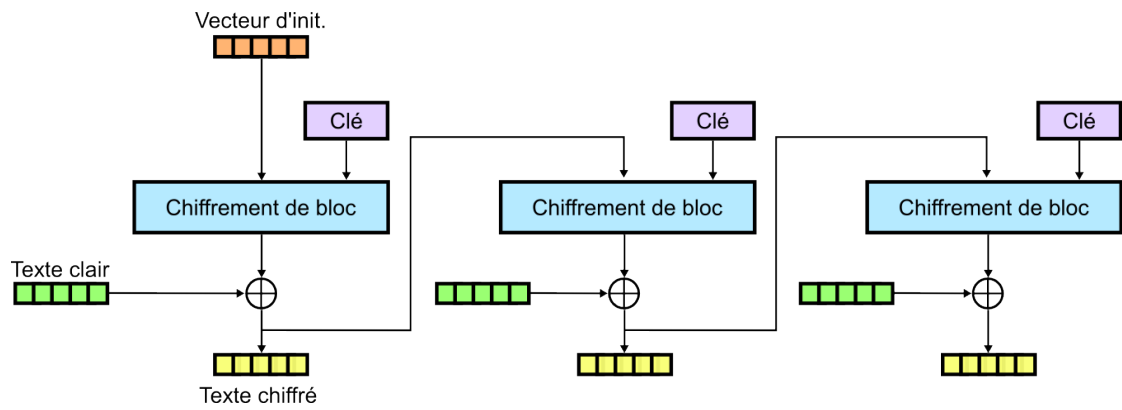 Vecteur d'init.
Clé
Clé
Clé
Chiffrement de bloc
Chiffrement de bloc
Chiffrement de bloc
Texte clair
Texte chiffré